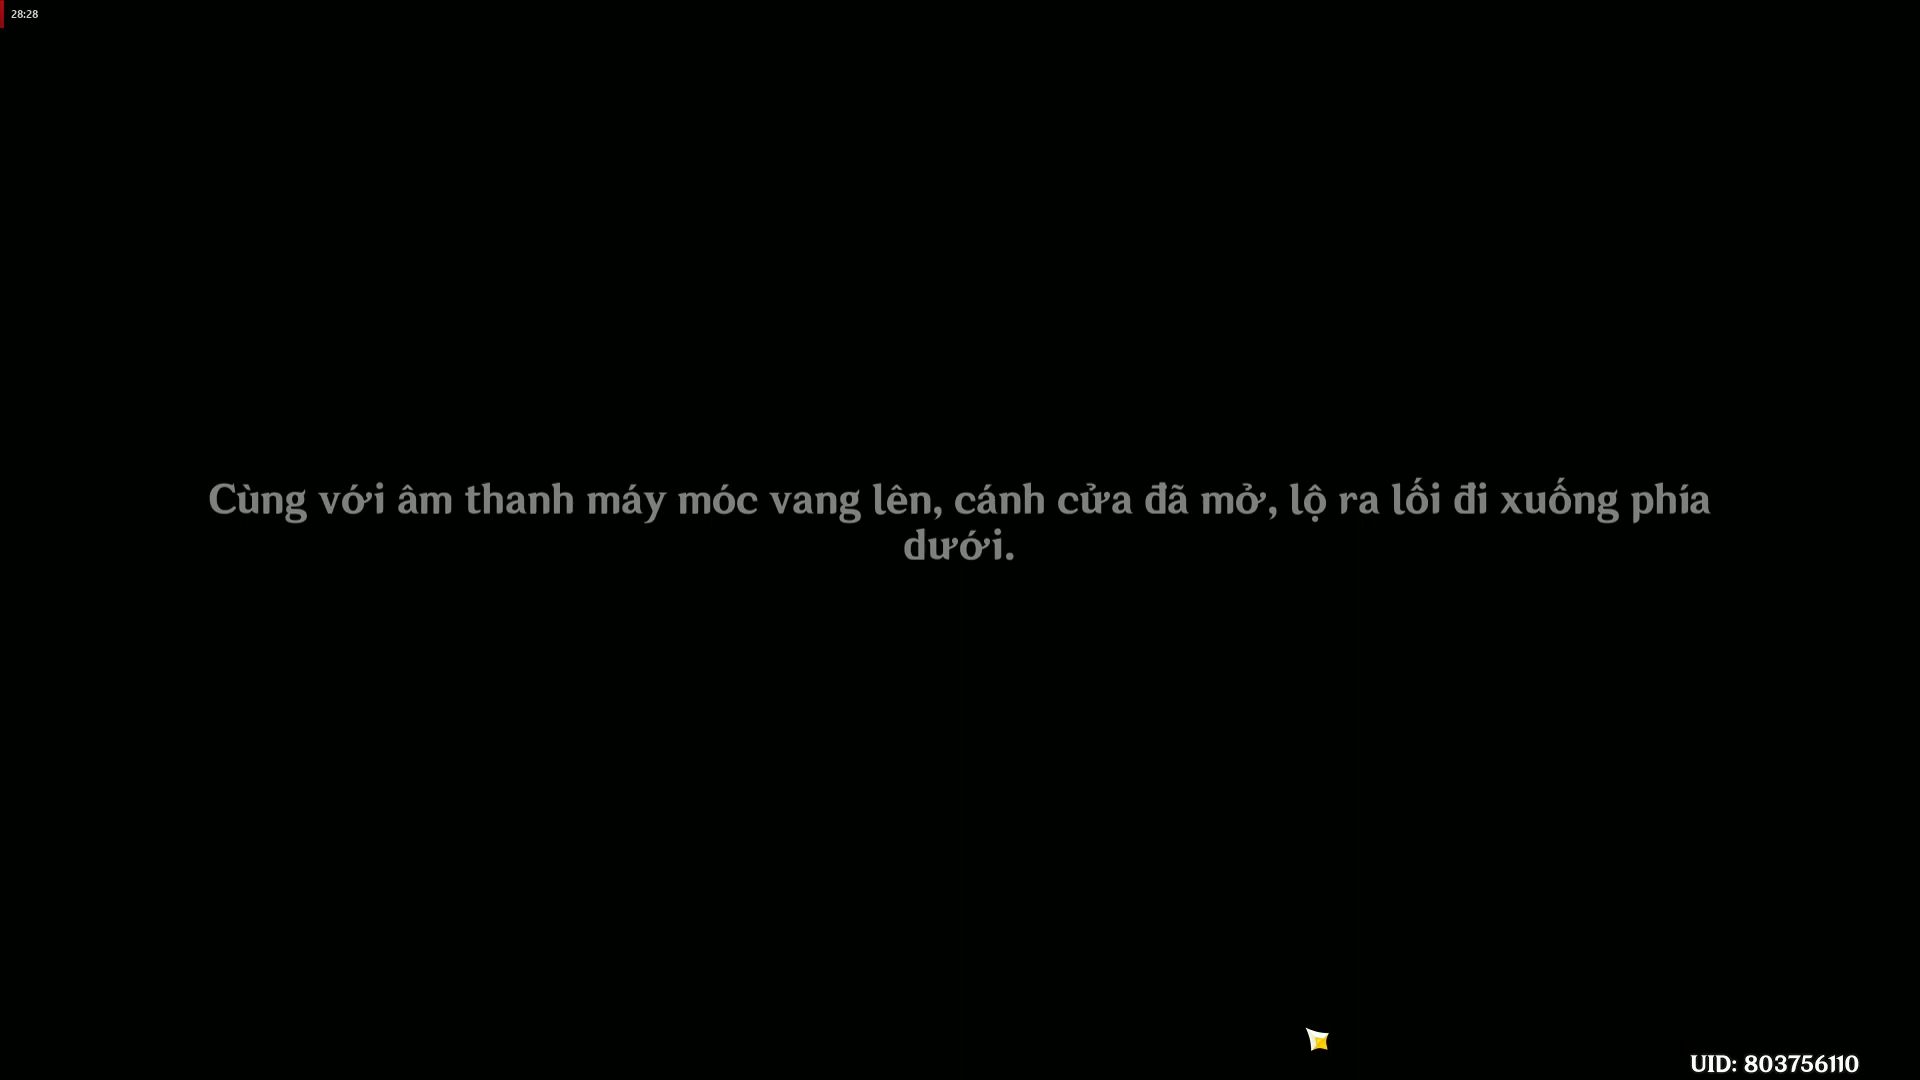 28:28
Cùng với âm thanh máy móc vang lên, cánh cửa đã mở, lộ ra lối đi xuống phía
dưới.
UID: 803756110